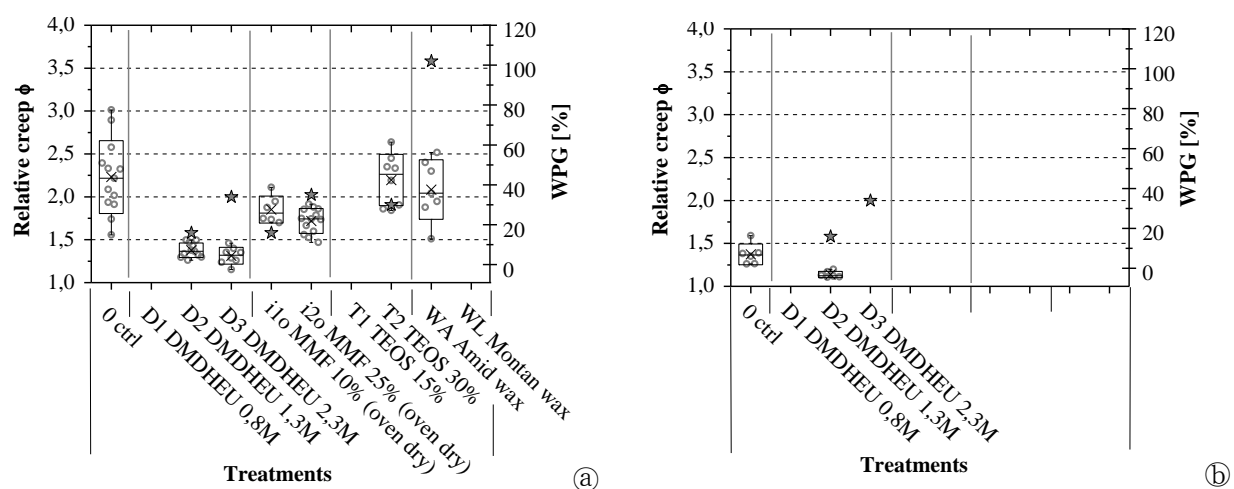 4,0
3,5
3,0
2,5
2,0
1,5
1,0
Relative creep ϕ
120
100
80
60
40
20
0
WPG [%]
0 ctrl
D1 DMDHEU 0,8M
D2 DMDHEU 1,3M
D3 DMDHEU 2,3M
i1o MMF 10% (oven dry)
i2o MMF 25% (oven dry)
T1 TEOS 15%
T2 TEOS 30%
WA Amid wax
WL Montan wax
Treatments
ⓐ
4,0
3,5
3,0
2,5
2,0
1,5
1,0
Relative creep ϕ
120
100
80
60
40
20
0
WPG [%]
0 ctrl
D1 DMDHEU 0,8M
D2 DMDHEU 1,3M
D3 DMDHEU 2,3M
Treatments
ⓑ